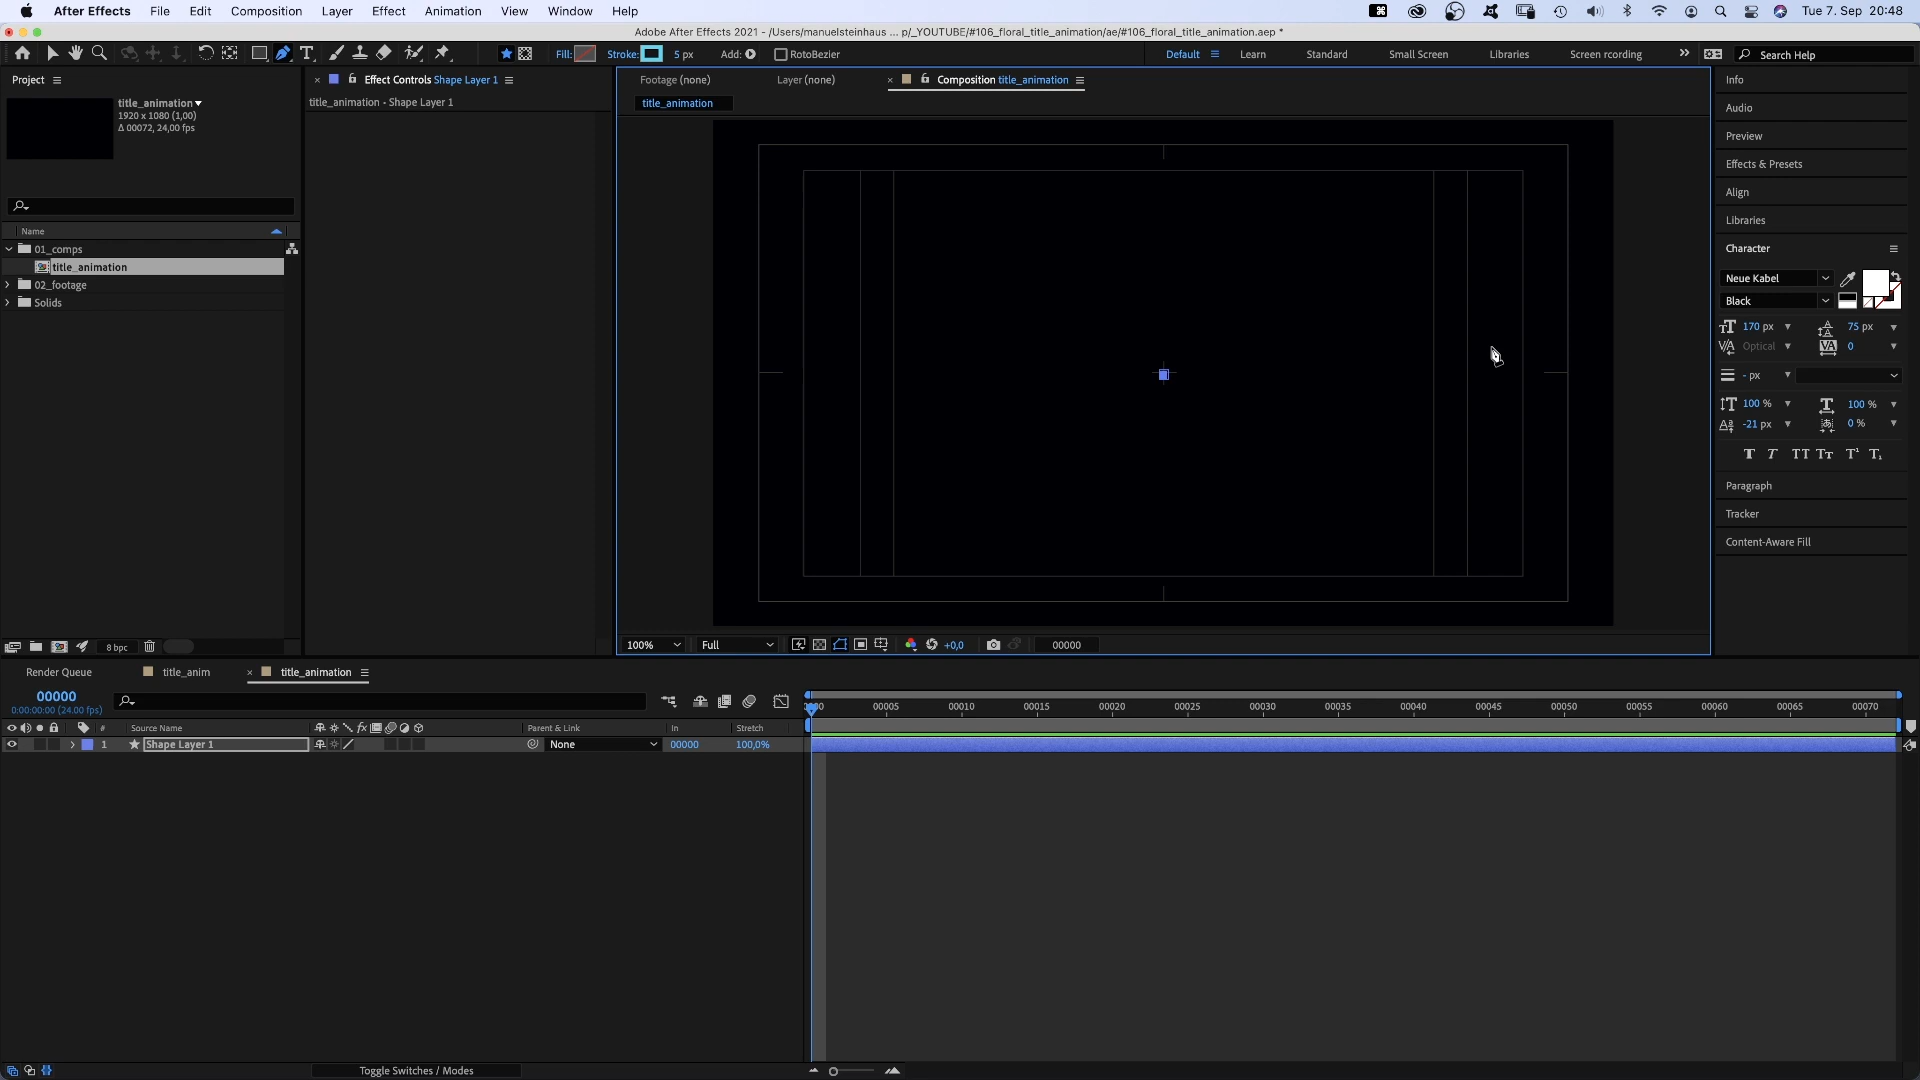 After Effects File Edit Composition Layer Effect Animation View Window Help
Tue 7. Sep 20:48
Adobe After Effects 2021 - /Users/manuelsteinhaus ... p/_YOUTUBE/#106_floral_title_animation/ae/#106_floral_title_animation.aep *
Fill: Stroke: 5 px Add: RotoBezier
Default Learn Standard Small Screen Libraries Screen rcording
Search Help
Project
title_animation
1920 x 1080 (1,00)
Δ 00072, 24,00 fps
Name
01_comps
title_animation
02_footage
Solids
8 bpc
Effect Controls Shape Layer 1
title_animation • Shape Layer 1
Footage (none)
Layer (none)
Composition title_animation
title_animation
100%
Full
+0,0
00000
Info
Audio
Preview
Effects & Presets
Align
Libraries
Character
Neue Kabel
Black
170 px
75 px
Optical
0
- px
100 %
100 %
-21 px
0 %
Paragraph
Tracker
Content-Aware Fill
Render Queue
title_anim
title_animation
00000
0:00:00:00 (24.00 fps)
# Source Name
Parent & Link
In
Stretch
1 Shape Layer 1
None
00000
100,0%
00005 00010 00015 00020 00025 00030 00035 00040 00045 00050 00055 00060 00065 00070
Toggle Switches / Modes